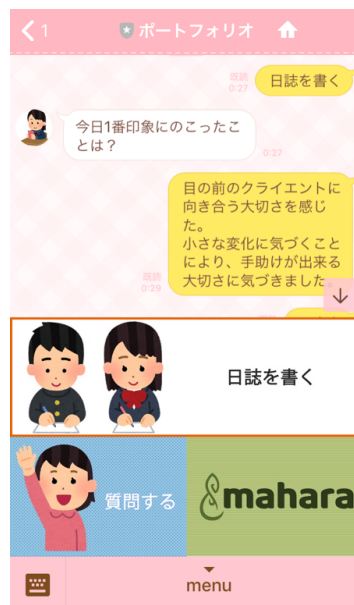 1
ポートフォリオ
既読
0:27
日誌を書く
今日1番印象にのこったこ
とは？
0:27
目の前のクライエントに
向き合う大切さを感じ
た。
小さな変化に気づくこと
により、手助けが出来る
大切さに気づきました。
既読
0:29
日誌を書く
質問する
mahara
menu